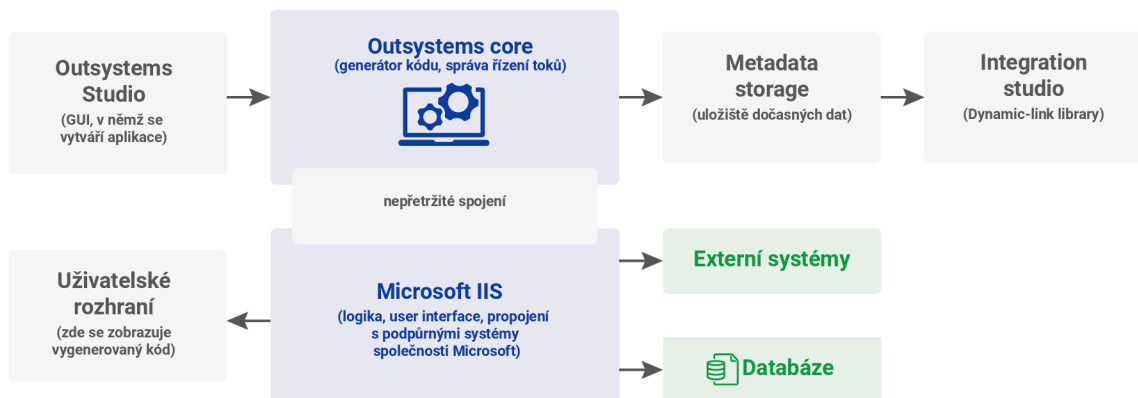 Outsystems
Studio
(GUI, v němž se
vytváří aplikace)
Outsystems core
(generátor kódu, správa řízení toků)
Metadata
storage
(uložiště dočasných dat)
Integration
studio
(Dynamic-link library)
nepřetržité spojení
Uživatelské
rozhraní
(zde se zobrazuje
vygenerovaný kód)
Microsoft IIS
(logika, user interface, propojení
s podpůrnými systémy
společnosti Microsoft)
Externí systémy
Databáze